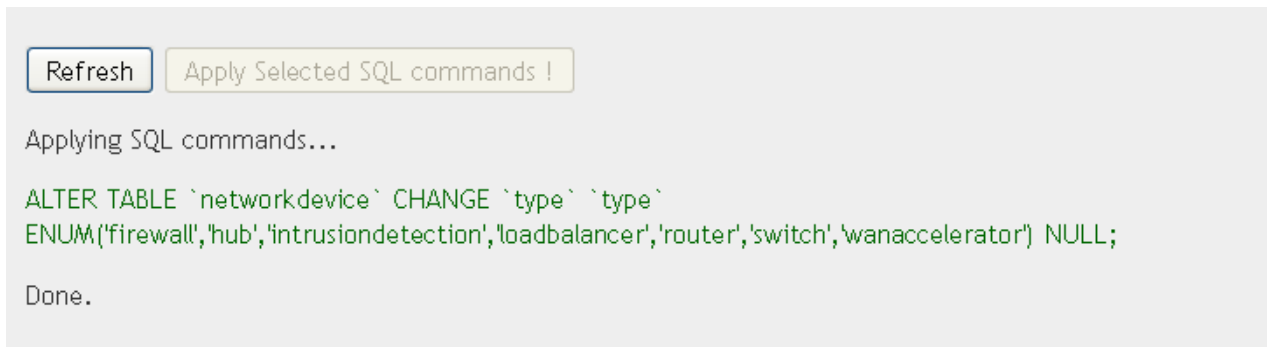 Refresh Apply Selected SQL commands !
Applying SQL commands...
ALTER TABLE `networkdevice` CHANGE `type` `type`
ENUM('firewall','hub','intrusiondetection','loadbalancer','router','switch','wanaccelerator') NULL;
Done.